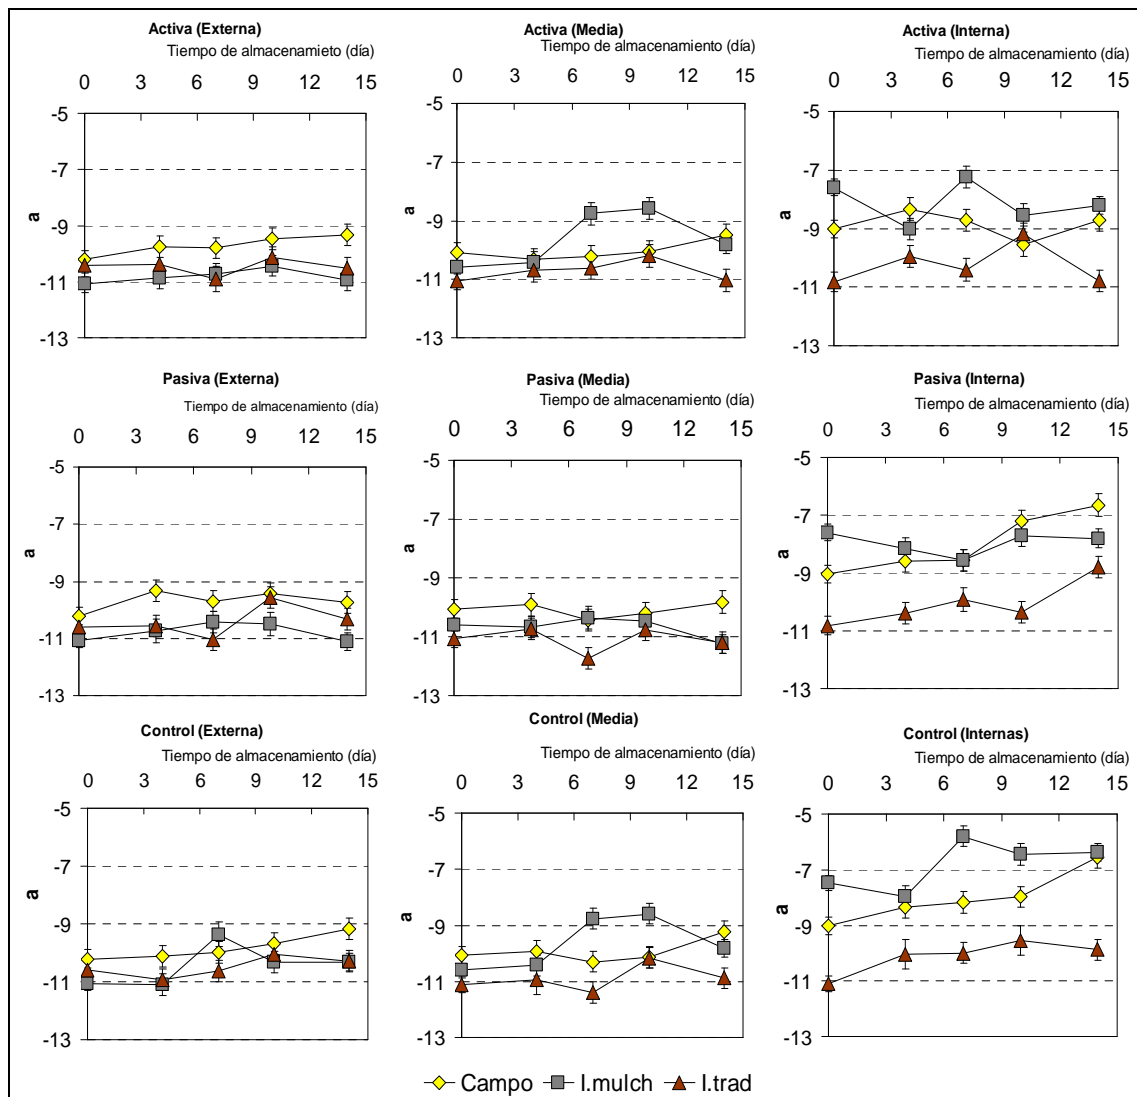 Activa (Externa)
Tiempo de almacenamieto (día)
0 3 6 9 12 15
-5
-7
-9
-11
-13
a
Activa (Media)
Tiempo de almacenamiento (día)
0 3 6 9 12 15
-5
-7
-9
-11
-13
a
Activa (Interna)
Tiempo de almacenamiento (día)
0 3 6 9 12 15
-5
-7
-9
-11
-13
a
Pasiva (Externa)
Tiempo de almacenamiento (día)
0 3 6 9 12 15
-5
-7
-9
-11
-13
a
Pasiva (Media)
Tiempo de almacenamiento (día)
0 3 6 9 12 15
-5
-7
-9
-11
-13
a
Pasiva (Interna)
Tiempo de almacenamiento (día)
0 3 6 9 12 15
-5
-7
-9
-11
-13
a
Control (Externa)
Tiempo de almacenamiento (día)
0 3 6 9 12 15
-5
-7
-9
-11
-13
a
Control (Media)
Tiempo de almacenamiento (día)
0 3 6 9 12 15
-5
-7
-9
-11
-13
a
Control (Internas)
Tiempo de almacenamiento (día)
0 3 6 9 12 15
-5
-7
-9
-11
-13
a
Campo I.mulch I.trad